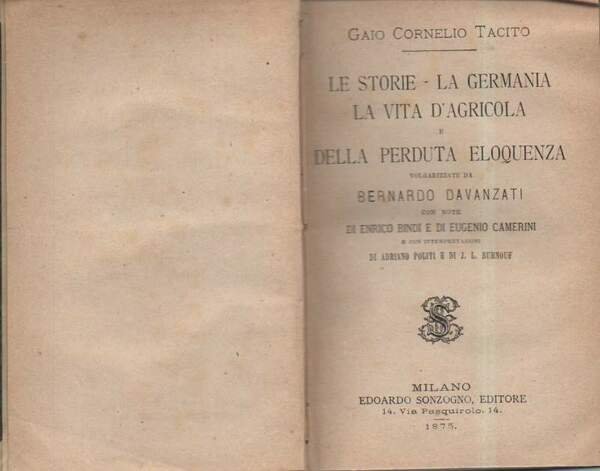 GAIO CORNELIO TACITO
LE STORIE - LA GERMANIA
LA VITA D'AGRICOLA
E
DELLA PERDUTA ELOQUENZA
VOLGARIZZATE DA
BERNARDO DAVANZATI
CON NOTE
DI ENRICO BINDI E DI EUGENIO CAMERINI
E CON INTERPRETAZIONI
DI ADRIANO POLITI E DI J. L. BURNOUF
MILANO
EDOARDO SONZOGNO, EDITORE
14. Via Pasquirolo. 14.
1875.